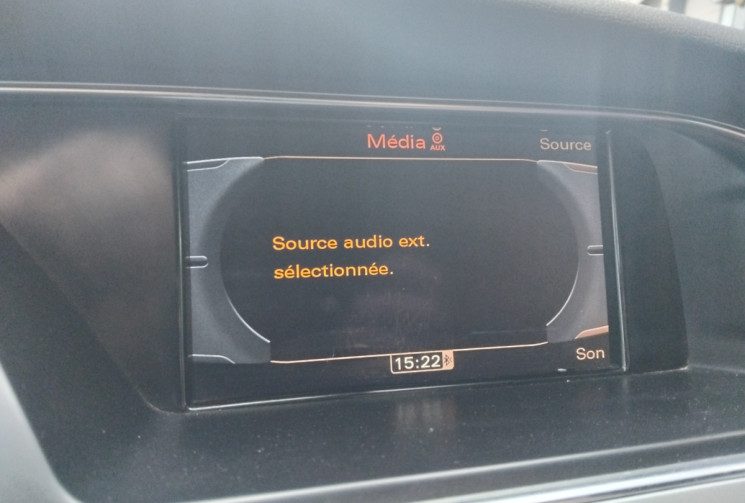 Média AUX
Source
Source audio ext.
sélectionnée.
15:22
Son